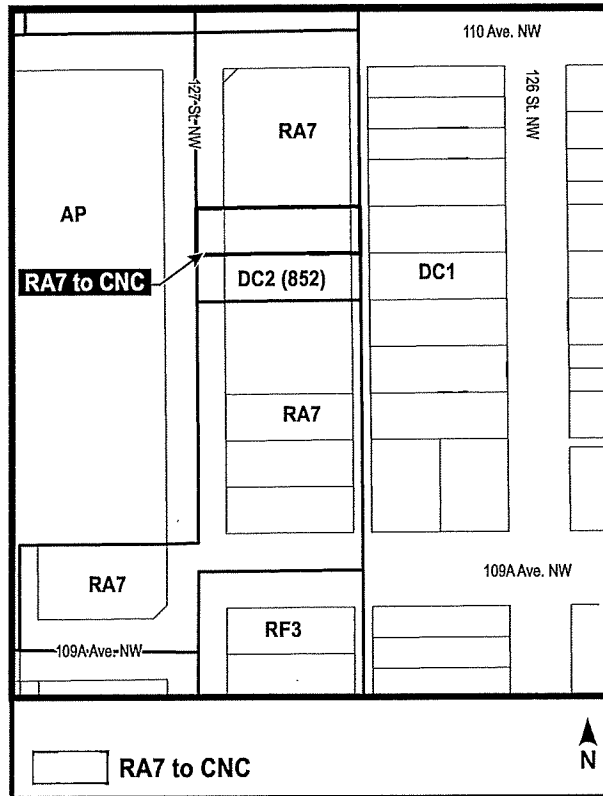 110 Ave. NW
127 St. NW
126 St. NW
RA7
AP
RA7 to CNC
DC2 (852)
DC1
RA7
109A Ave. NW
RA7
RF3
109A Ave. NW
RA7 to CNC
N